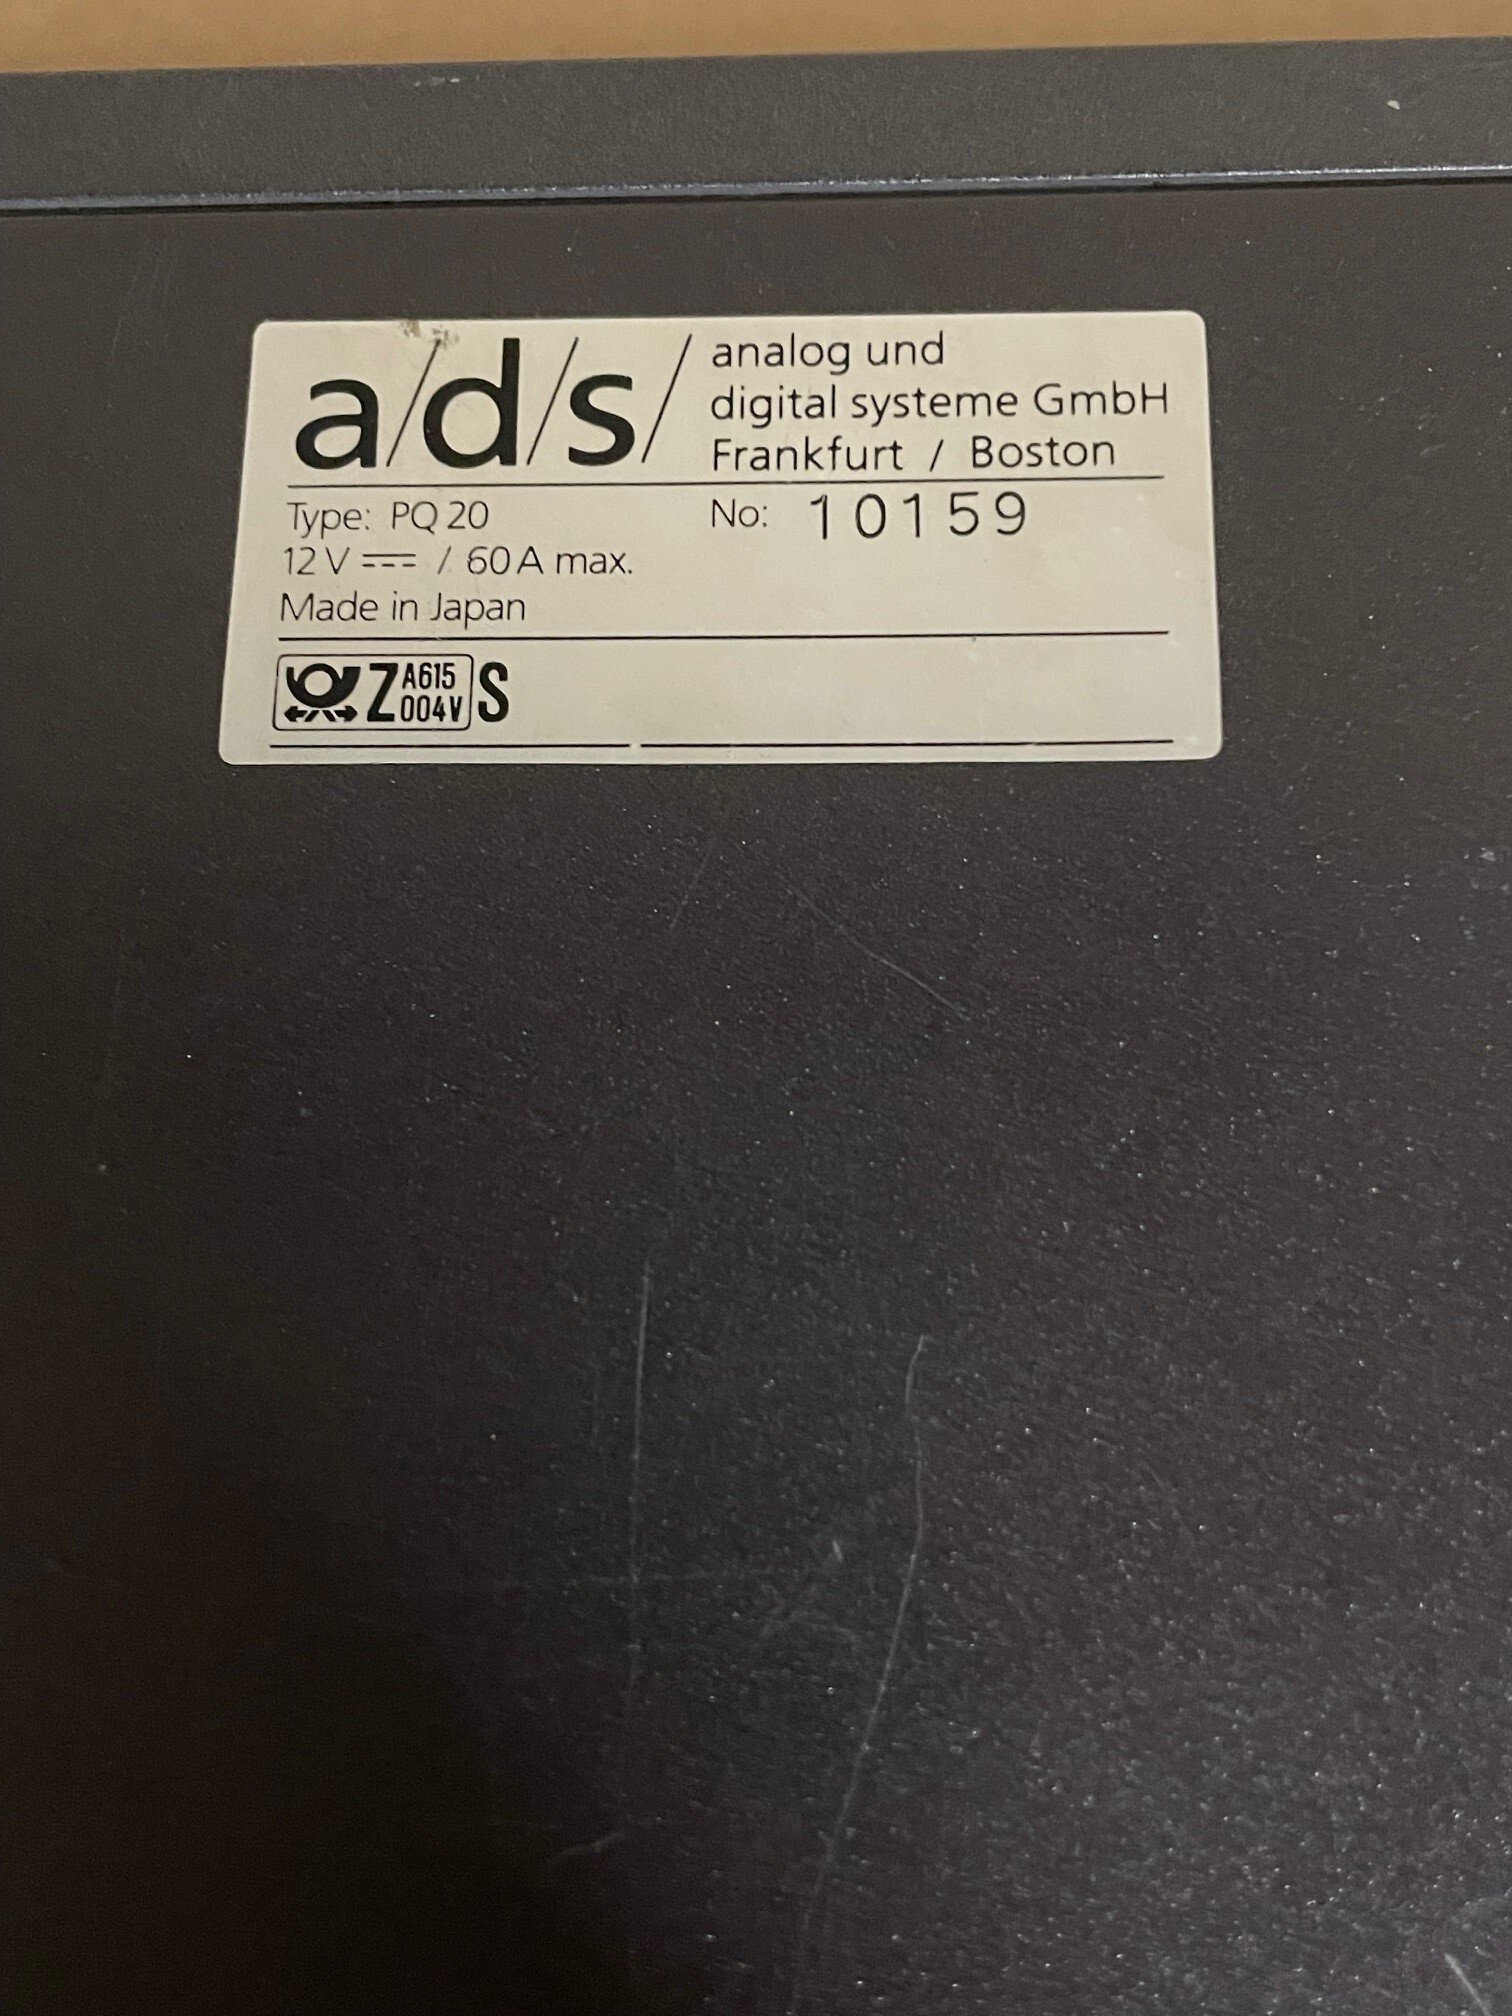 a/d/s/
analog und
digital systeme GmbH
Frankfurt / Boston
Type: PQ 20
No: 10159
12 V ⎓ / 60 A max.
Made in Japan
Z A615 S
004V